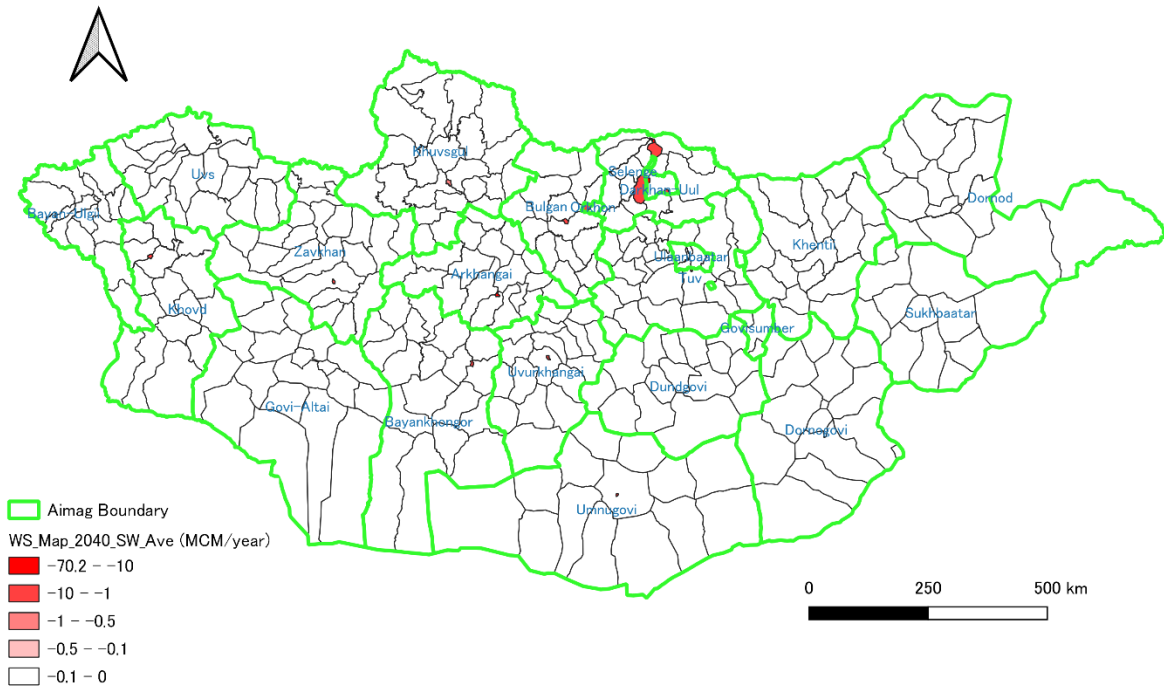 Khuvsgul
Uvs
Selenge
Darkhan-Uul
Bayan-Ulgii
Bulgan
Orkhon
Dornod
Khentii
Zavkhan
Ulaanbaatar
Arkhangai
Tuv
Khovd
Sukhbaatar
Govisumber
Uvurkhangai
Dundgovi
Govi-Altai
Bayankhongor
Dornogovi
Umnugovi
Aimag Boundary
WS_Map_2040_SW_Ave (MCM/year)
-70.2 - -10
-10 - -1
-1 - -0.5
-0.5 - -0.1
-0.1 - 0
0 250 500 km